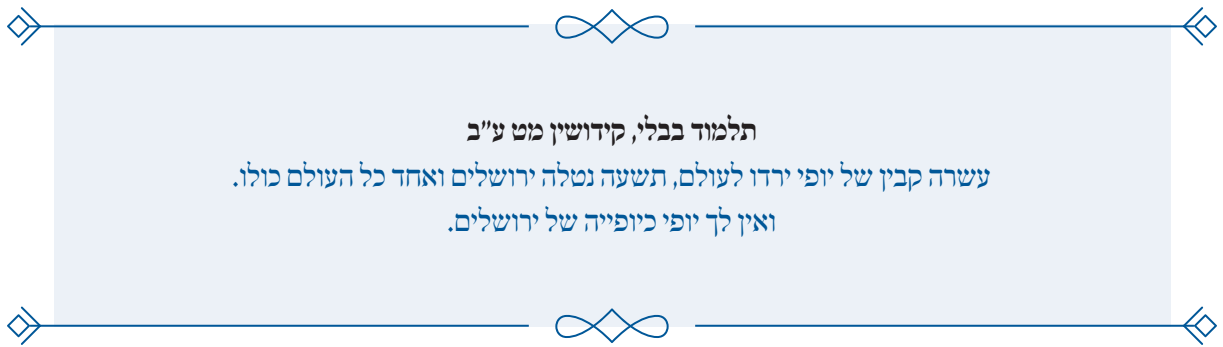 תלמוד בבלי, קידושין מט ע"ב
עשרה קבין של יופי ירדו לעולם, תשעה נטלה ירושלים ואחד כל העולם כולו.
ואין לך יופי כיופייה של ירושלים.